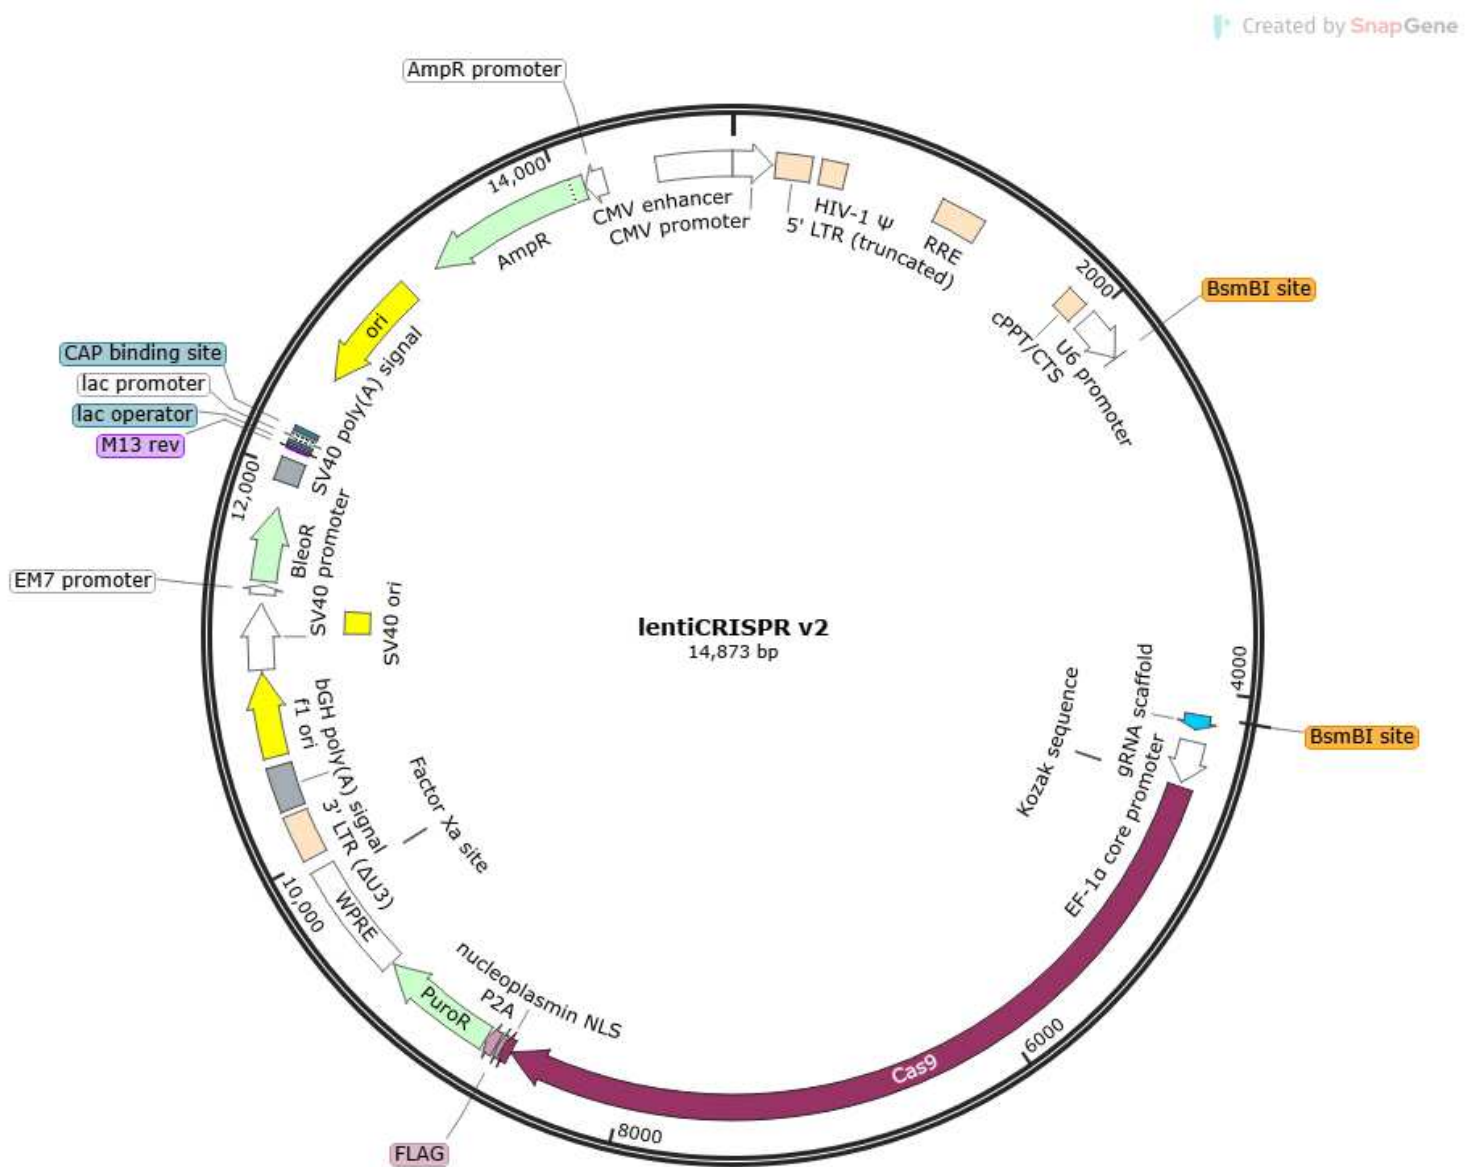 Created by SnapGene
AmpR promoter
14,000
CMV enhancer
CMV promoter
HIV-1 Ψ
5' LTR (truncated)
RRE
AmpR
2000
BsmBI site
cPPT/CTS
U6 promoter
ori
CAP binding site
lac promoter
lac operator
M13 rev
SV40 poly(A) signal
12,000
BleoR
SV40 promoter
EM7 promoter
SV40 ori
lentiCRISPR v2
14,873 bp
4000
gRNA scaffold
BsmBI site
Kozak sequence
EF-1α core promoter
f1 ori
bGH poly(A) signal
3' LTR (ΔU3)
Factor Xa site
10,000
WPRE
nucleoplasmin NLS
P2A
PuroR
Cas9
6000
8000
FLAG